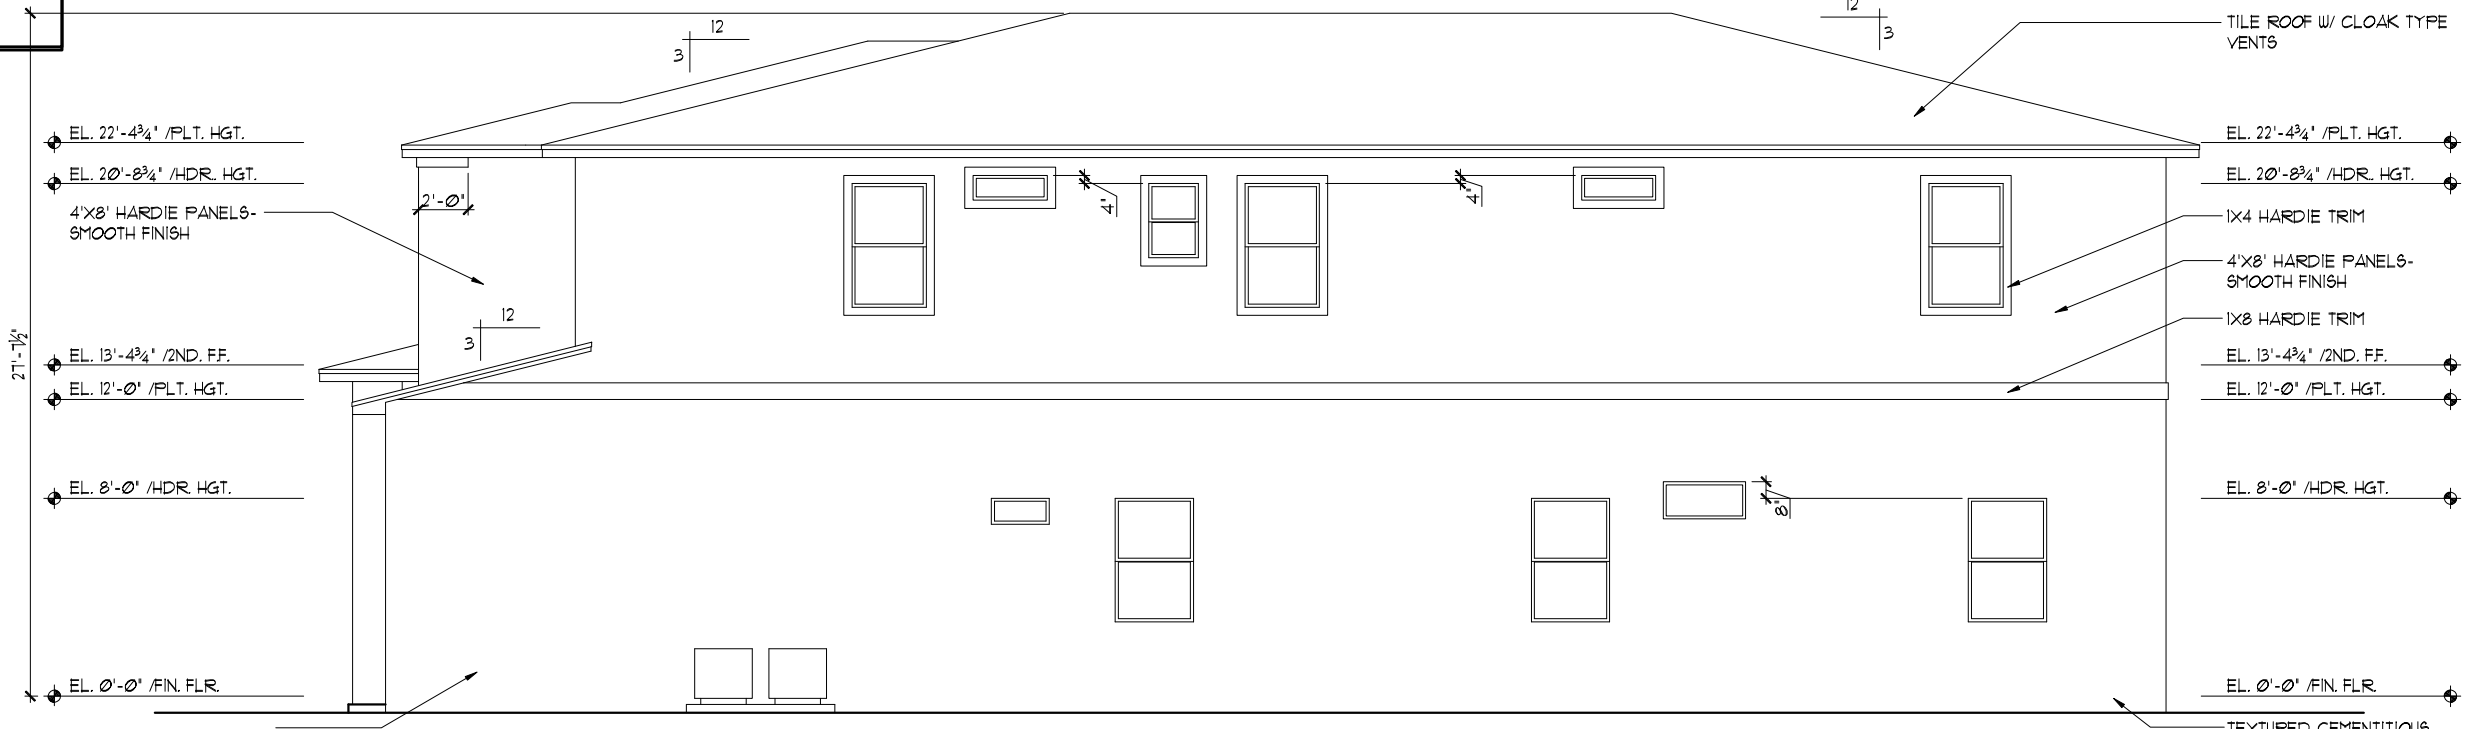 12
3
12
3
TILE ROOF W/ CLOAK TYPE
VENTS
EL. 22'-4¾" /PLT. HGT.
EL. 20'-8¾" /HDR. HGT.
4'X8' HARDIE PANELS-
SMOOTH FINISH
2'-0"
4"
4"
12
3
27'-7½"
EL. 13'-4¾" /2ND. F.F.
EL. 12'-0" /PLT. HGT.
EL. 8'-0" /HDR. HGT.
8"
EL. 0'-0" /FIN. FLR.
EL. 22'-4¾" /PLT. HGT.
EL. 20'-8¾" /HDR. HGT.
1X4 HARDIE TRIM
4'X8' HARDIE PANELS-
SMOOTH FINISH
1X8 HARDIE TRIM
EL. 13'-4¾" /2ND. F.F.
EL. 12'-0" /PLT. HGT.
EL. 8'-0" /HDR. HGT.
EL. 0'-0" /FIN. FLR.
TEXTURED CEMENTITIOUS